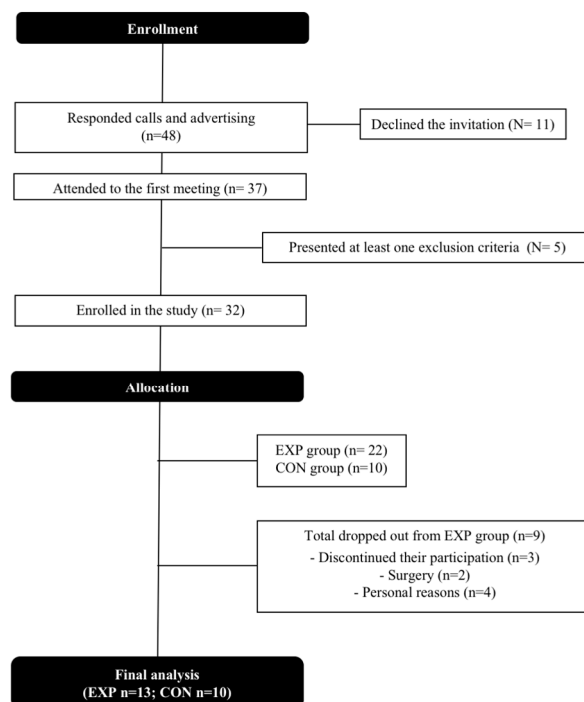 Enrollment
Responded calls and advertising
(n=48)
Declined the invitation (N= 11)
Attended to the first meeting (n= 37)
Presented at least one exclusion criteria  (N= 5)
Enrolled in the study (n= 32)
Allocation
EXP group (n= 22)
CON group (n=10)
Total dropped out from EXP group (n=9)
- Discontinued their participation (n=3)
- Surgery (n=2)
- Personal reasons (n=4)
Final analysis
(EXP n=13; CON n=10)